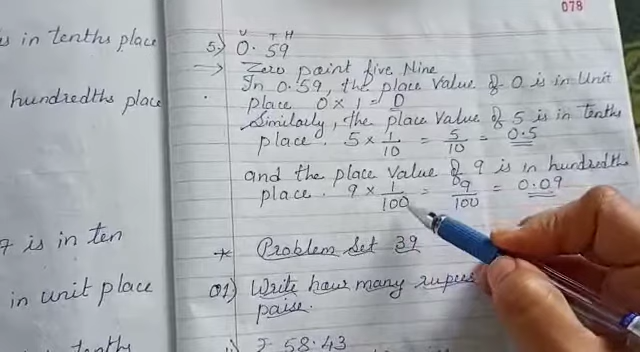 078
is in tenths place
hundredths place
7 is in ten
in unit place
tenths
U T H
5) 0.59
→ Zero point five Nine
In 0.59, the place value of 0 is in Unit
place 0 × 1 = 0
Similarly, the place value of 5 is in Tenths
place. 5 × 1/10 = 5/10 = 0.5
and the place value of 9 is in hundredths
place. 9 × 1/100 = 9/100 = 0.09
* Problem Set 39
01) Write how many rupees
paise.
₹ 58.43